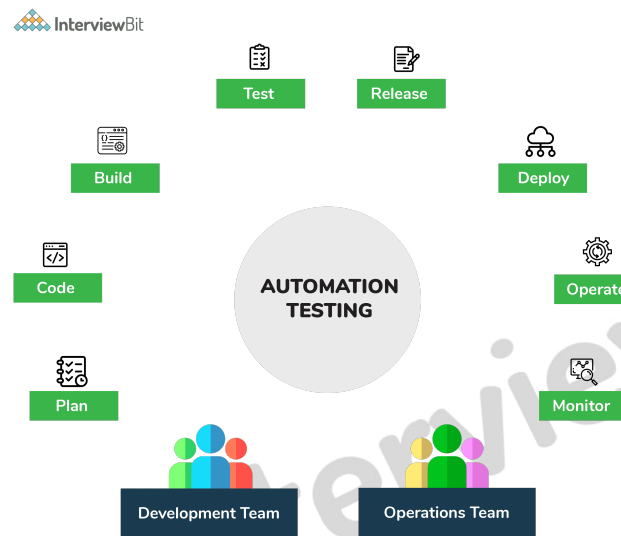 InterviewBit
Test
Release
Build
Deploy
Code
AUTOMATION
TESTING
Operate
Plan
Monitor
Development Team
Operations Team